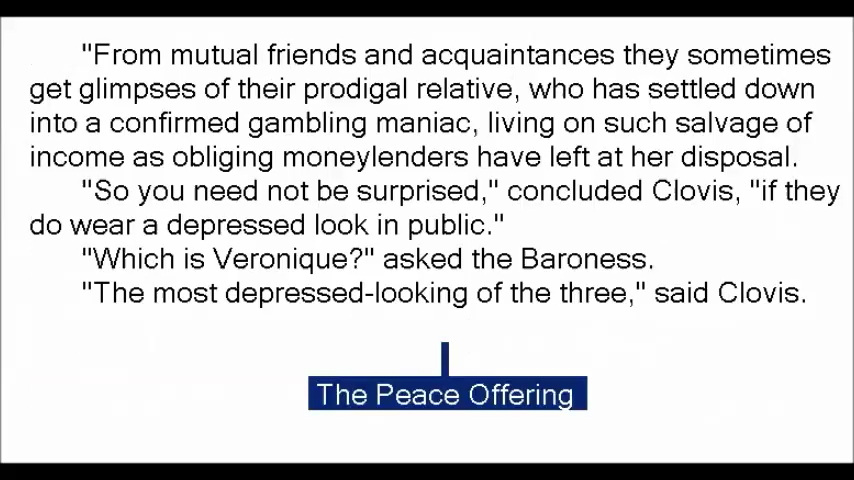 "From mutual friends and acquaintances they sometimes
get glimpses of their prodigal relative, who has settled down
into a confirmed gambling maniac, living on such salvage of
income as obliging moneylenders have left at her disposal.
"So you need not be surprised," concluded Clovis, "if they
do wear a depressed look in public."
"Which is Veronique?" asked the Baroness.
"The most depressed-looking of the three," said Clovis.
The Peace Offering